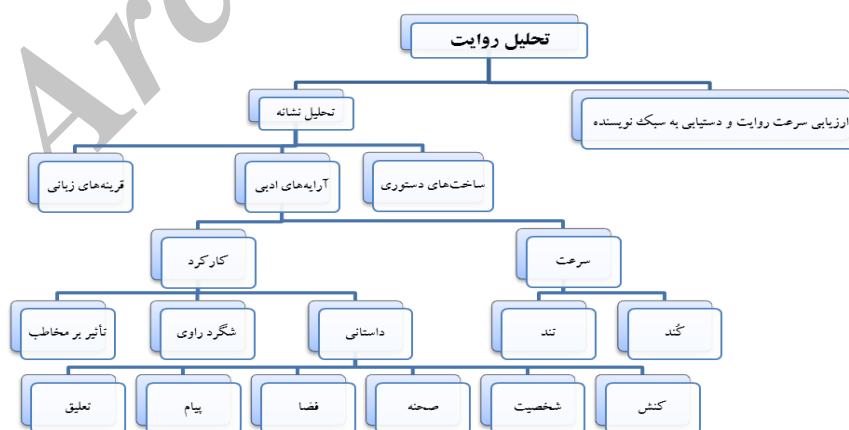 تحلیل روایت
ارزیابی سرعت روایت و دستیابی به سبک نویسنده
تحلیل نشانه
ساخت‌های دستوری
آرایه‌های ادبی
قرینه‌های زبانی
سرعت
کارکرد
کُند
تند
داستانی
شگرد راوی
تأثیر بر مخاطب
کنش
شخصیت
صحنه
فضا
پیام
تعلیق